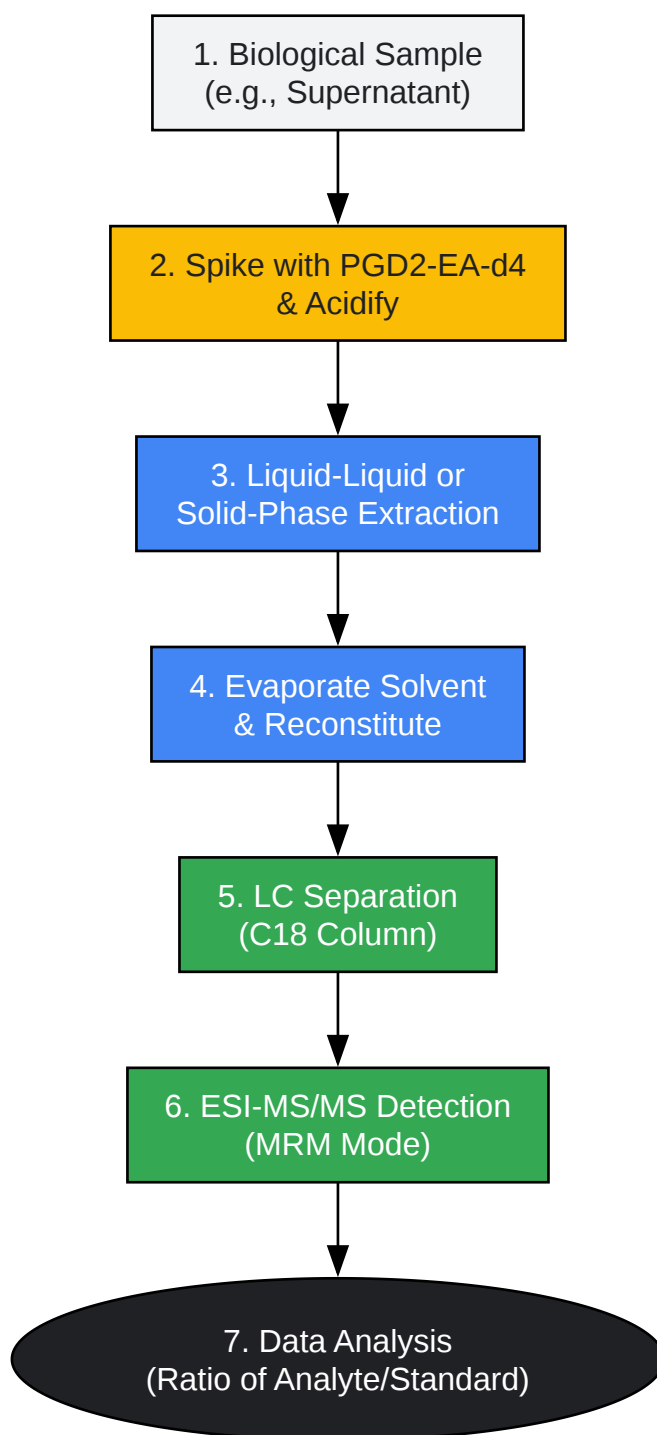 1. Biological Sample
(e.g., Supernatant)
2. Spike with PGD2-EA-d4
& Acidify
3. Liquid-Liquid or
Solid-Phase Extraction
4. Evaporate Solvent
& Reconstitute
5. LC Separation
(C18 Column)
6. ESI-MS/MS Detection
(MRM Mode)
7. Data Analysis
(Ratio of Analyte/Standard)